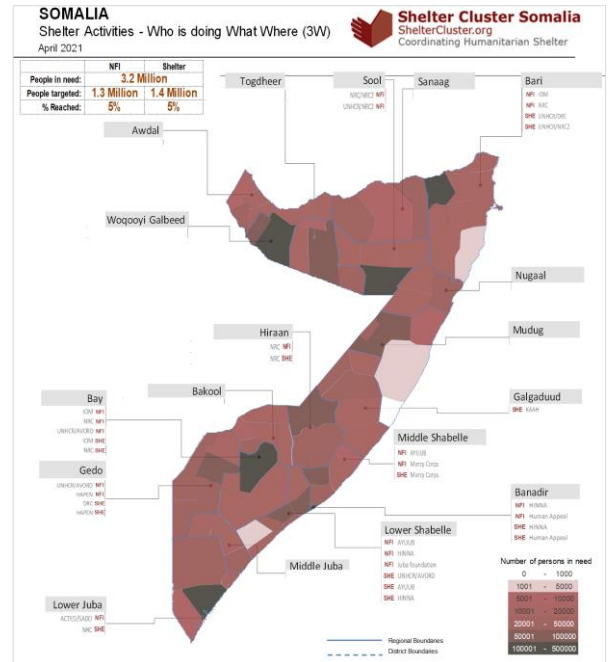 SOMALIA
Shelter Activities - Who is doing What Where (3W)
April 2021
Shelter Cluster Somalia
ShelterCluster.org
Coordinating Humanitarian Shelter
NFI Shelter
People in need: 3.2 Million
People targeted: 1.3 Million 1.4 Million
% Reached: 5% 5%
Togdheer
Sool
NRC/NRC2 NFI
UNHCR/NRC2 NFI
Sanaag
Bari
NFI IOM
NFI NRC
SHE UNHCR/DRC
SHE UNHCR/NRC2
Awdal
Woqooyi Galbeed
Nugaal
Mudug
Hiraan
NRC NFI
NRC SHE
Bakool
Bay
IOM NFI
NRC NFI
UNHCR/AVORD NFI
IOM SHE
NRC SHE
Galgaduud
SHE KAAH
Middle Shabelle
NFI AYUUB
NFI Mercy Corps
SHE Mercy Corps
Gedo
UNHCR/AVORD NFI
HAPEN NFI
DRC SHE
HAPEN SHE
Banadir
NFI HINNA
NFI Human Appeal
SHE HINNA
SHE Human Appeal
Lower Shabelle
NFI AYUUB
NFI HINNA
NFI Juba foundation
SHE UNHCR/AVORD
SHE AYUUB
SHE HINNA
Middle Juba
Lower Juba
ACTED/SADO NFI
NRC SHE
Number of persons in need
0 - 1000
1001 - 5000
5001 - 10000
10001 - 20000
20001 - 50000
50001 - 100000
100001 - 500000
Regional Boundaries
District Boundaries